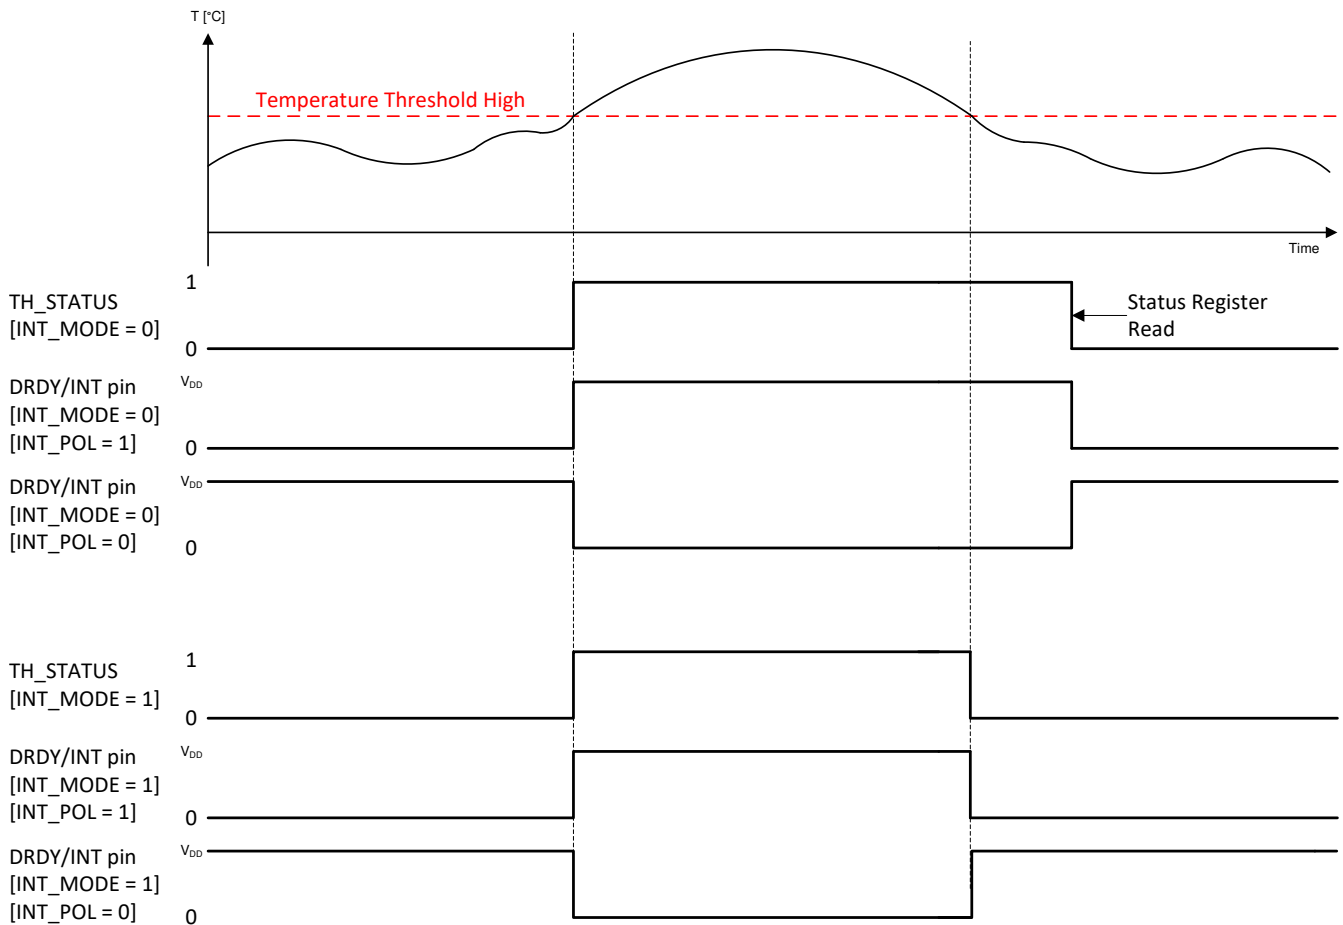 T [°C]
Temperature Threshold High
Time
TH_STATUS
[INT_MODE = 0]
1
0
Status Register
Read
DRDY/INT pin
[INT_MODE = 0]
[INT_POL = 1]
VDD
0
DRDY/INT pin
[INT_MODE = 0]
[INT_POL = 0]
VDD
0
TH_STATUS
[INT_MODE = 1]
1
0
DRDY/INT pin
[INT_MODE = 1]
[INT_POL = 1]
VDD
0
DRDY/INT pin
[INT_MODE = 1]
[INT_POL = 0]
VDD
0